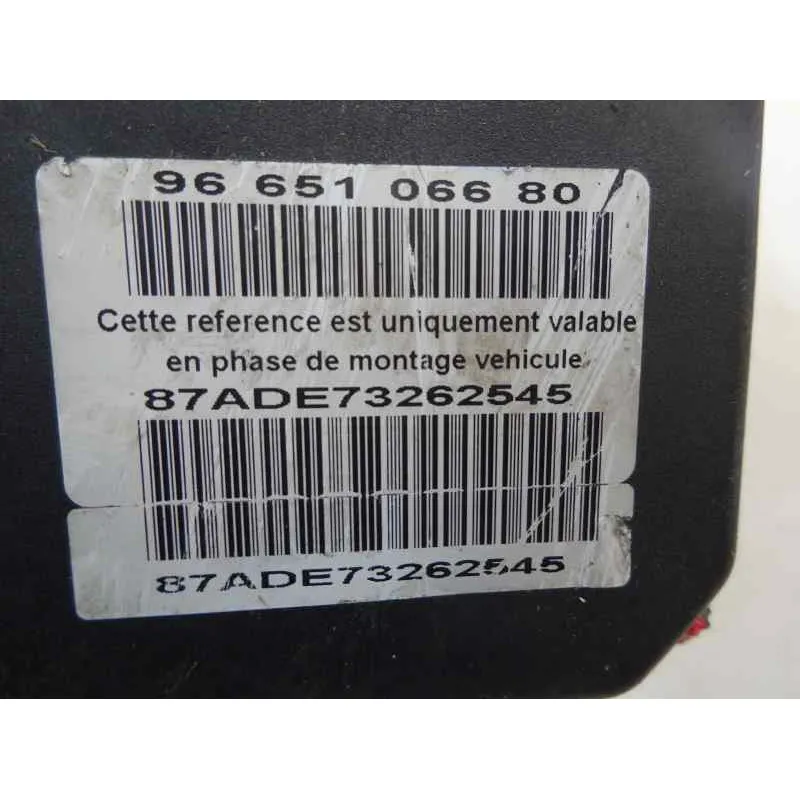 96 651 066 80
Cette reference est uniquement valable
en phase de montage vehicule
87ADE73262545
87ADE73262545